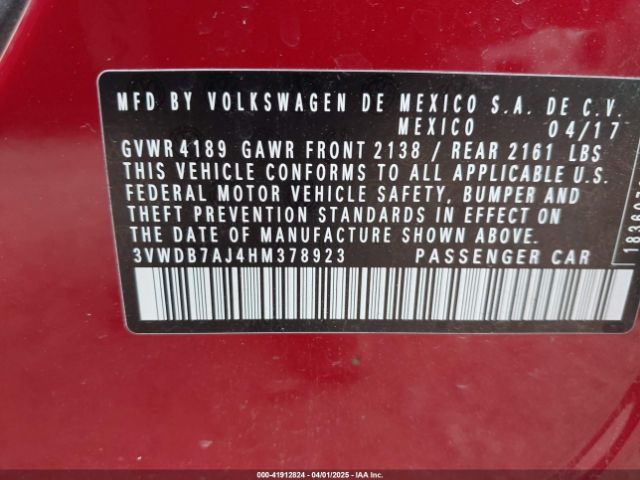 MFD BY VOLKSWAGEN DE MEXICO S.A. DE C.V.
MEXICO 04/17
GVWR 4189 GAWR FRONT 2138 / REAR 2161 LBS
THIS VEHICLE CONFORMS TO ALL APPLICABLE U.S.
FEDERAL MOTOR VEHICLE SAFETY, BUMPER AND
THEFT PREVENTION STANDARDS IN EFFECT ON
THE DATE OF MANUFACTURE.
3VWDB7AJ4HM378923 PASSENGER CAR
000-41912824 | 04/01/2025 | IAA Inc.